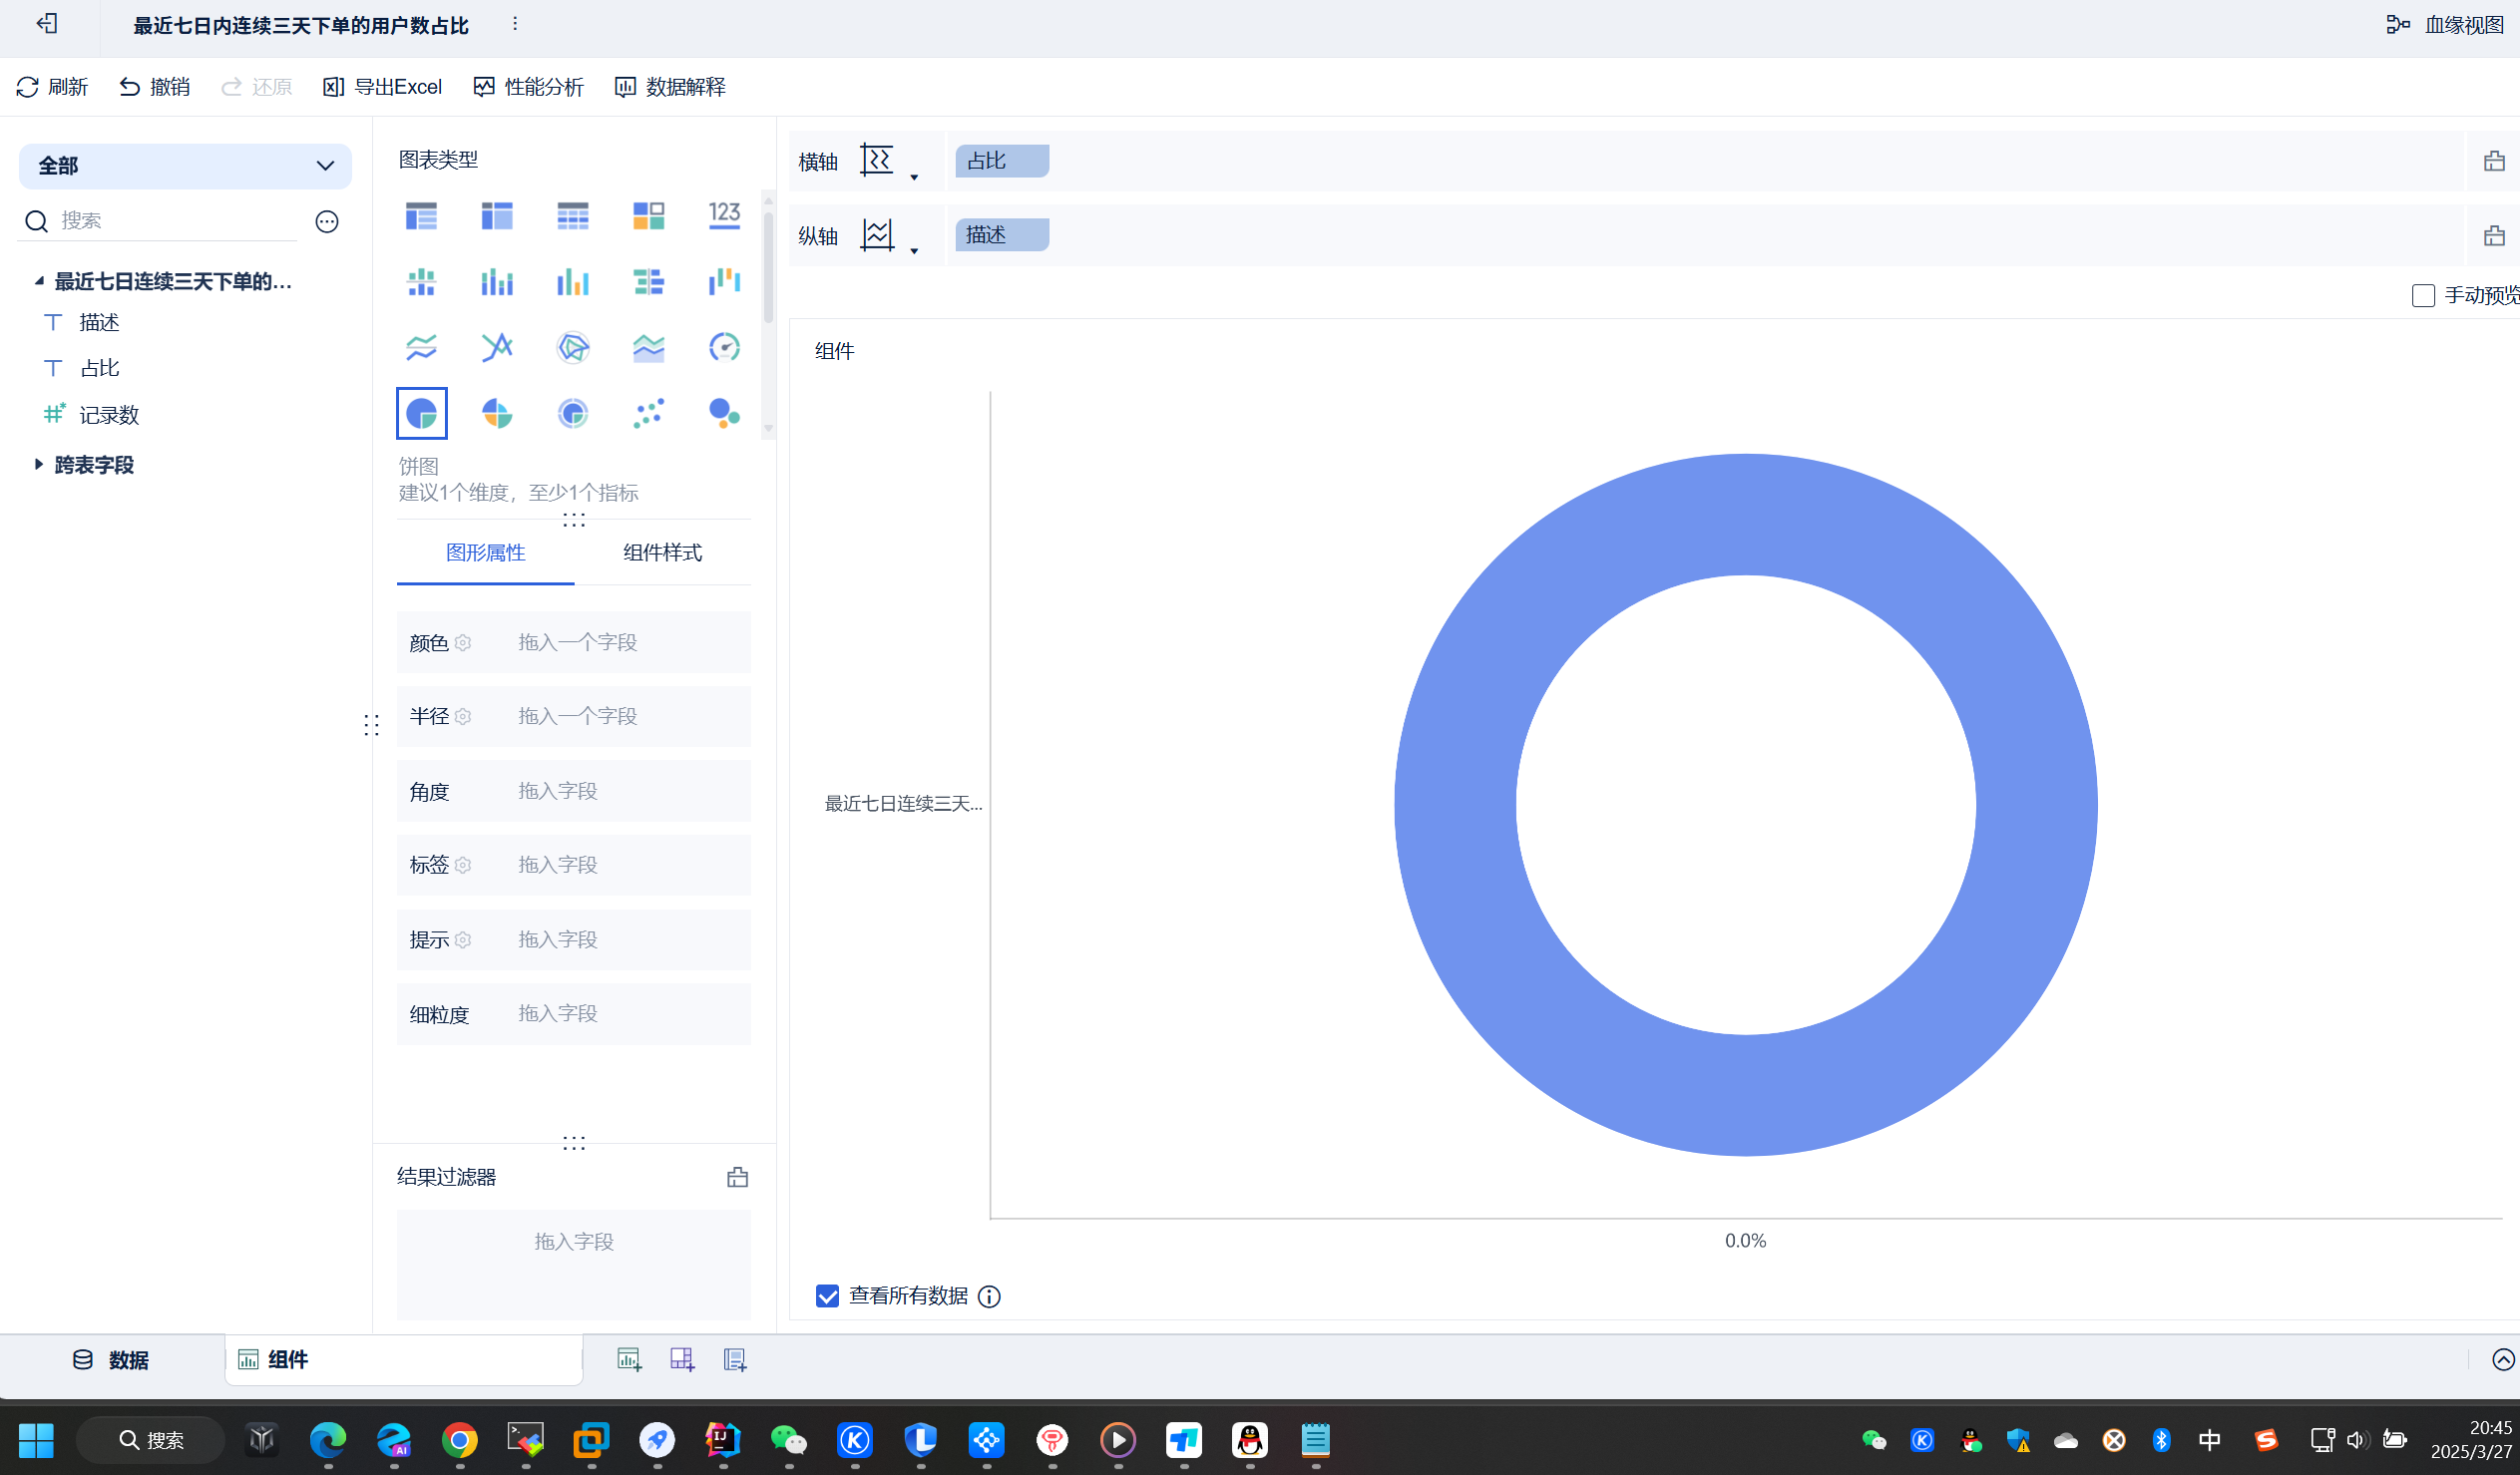 最近七日内连续三天下单的用户数占比
血缘视图
刷新
撤销
还原
导出Excel
性能分析
数据解释
全部
搜索
最近七日连续三天下单的...
描述
占比
记录数
跨表字段
图表类型
123
饼图
建议1个维度，至少1个指标
图形属性
组件样式
颜色
拖入一个字段
半径
拖入一个字段
角度
拖入字段
标签
拖入字段
提示
拖入字段
细粒度
拖入字段
结果过滤器
拖入字段
横轴
占比
纵轴
描述
手动预览
组件
最近七日连续三天...
0.0%
查看所有数据
数据
组件
搜索
中
20:45
2025/3/27